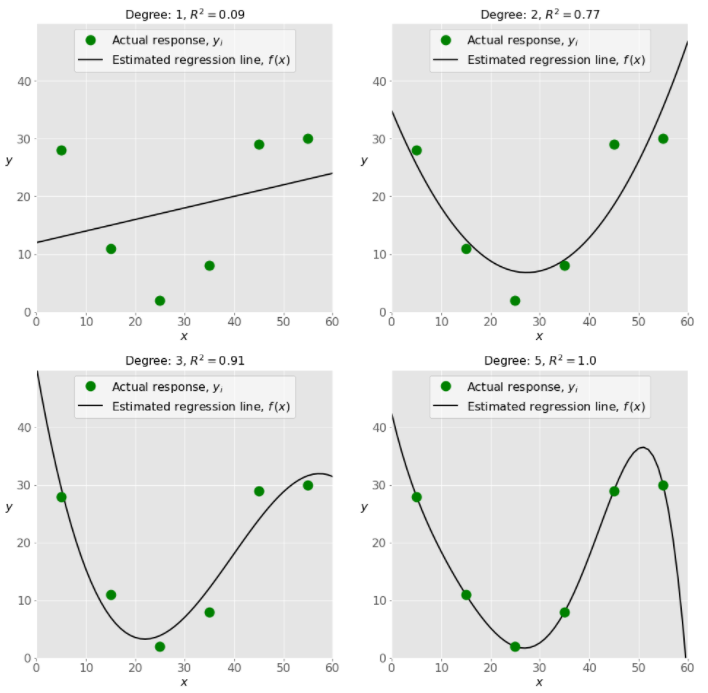 Degree: 1, R² = 0.09
Actual response, yᵢ
Estimated regression line, f(x)
y
40
30
20
10
0
0 10 20 30 40 50 60
x
Degree: 2, R² = 0.77
Actual response, yᵢ
Estimated regression line, f(x)
y
40
30
20
10
0
0 10 20 30 40 50 60
x
Degree: 3, R² = 0.91
Actual response, yᵢ
Estimated regression line, f(x)
y
40
30
20
10
0
0 10 20 30 40 50 60
x
Degree: 5, R² = 1.0
Actual response, yᵢ
Estimated regression line, f(x)
y
40
30
20
10
0
0 10 20 30 40 50 60
x